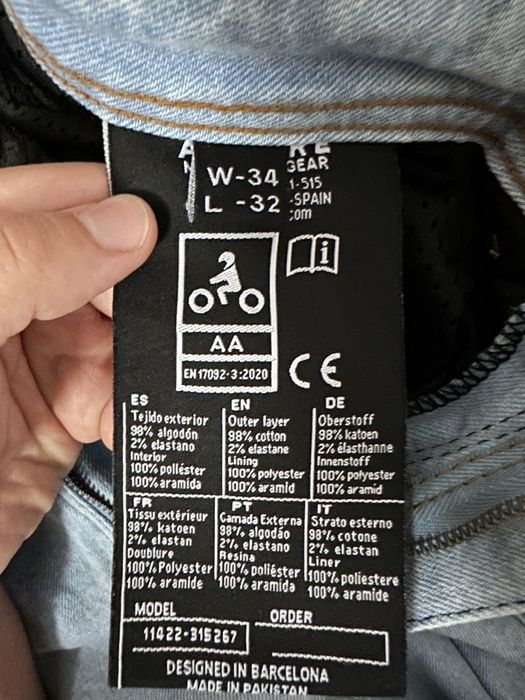 GEAR
W-34 1-515
L -32 -SPAIN
:om
i
AA
EN 17092-3:2020
CE
ES
Tejido exterior
98% algodón
2% elastano
Interior
100% poliéster
100% aramida
EN
Outer layer
98% cotton
2% elastane
Lining
100% polyester
100% aramid
DE
Oberstoff
98% katoen
2% élasthanne
Innenstoff
100% polyester
100% aramid
FR
Tissu extérieur
98% katoen
2% elastan
Doublure
100% Polyester
100% aramide
PT
Camada Externa
98% algodão
2% elastano
Resina
100% poliéster
100% aramida
IT
Strato esterno
98% cotone
2% elastan
Liner
100% poliestere
100% aramide
MODEL ORDER
11422-315267
DESIGNED IN BARCELONA
MADE IN PAKISTAN